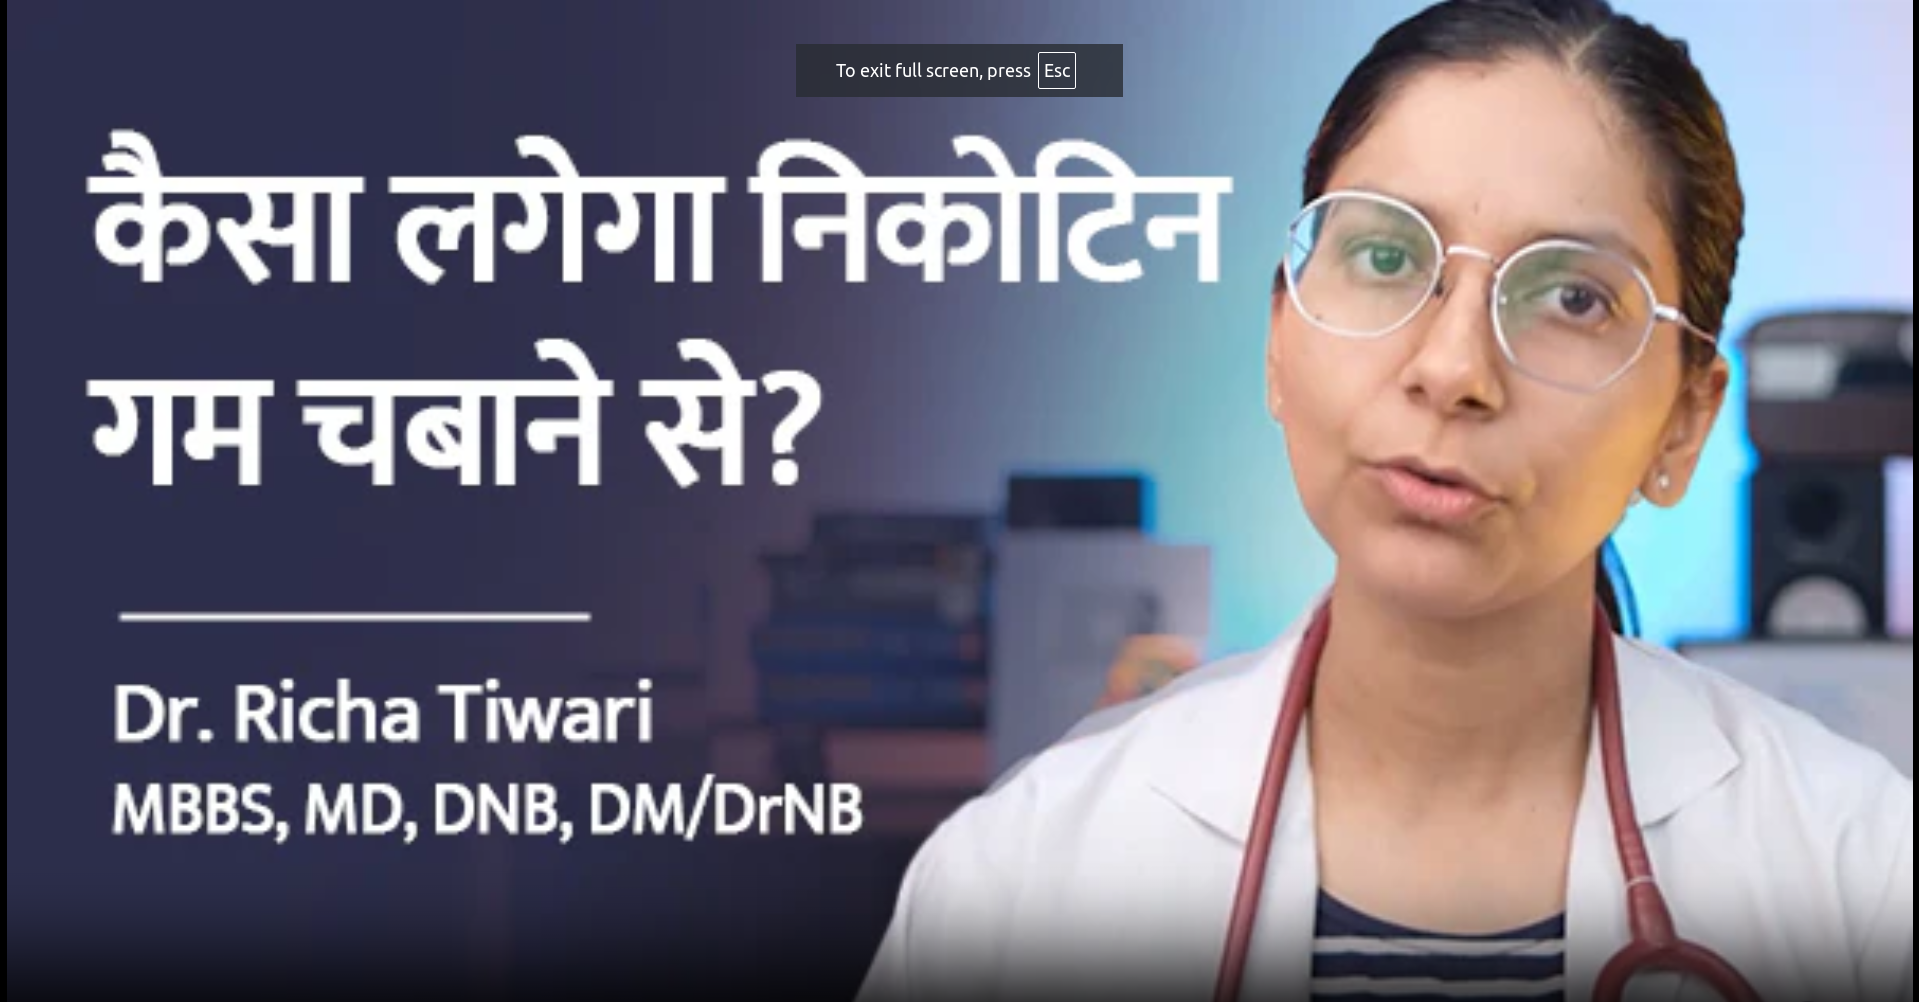 To exit full screen, press Esc
कैसा लगेगा निकोटिन
गम चबाने से?
Dr. Richa Tiwari
MBBS, MD, DNB, DM/DrNB